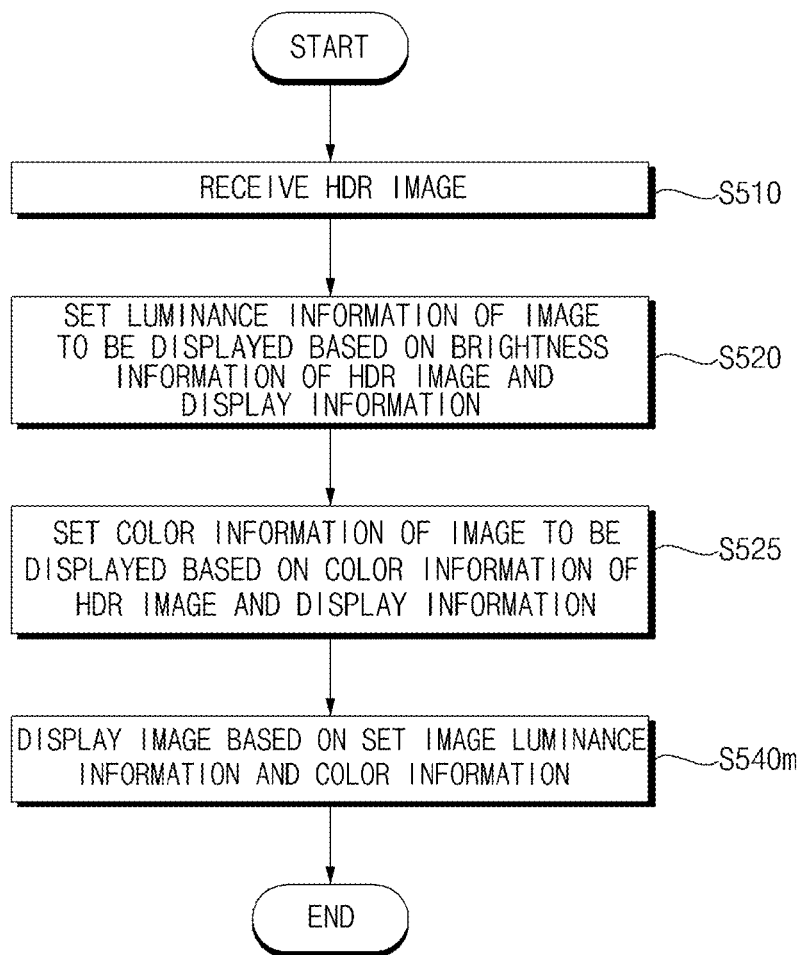 START
RECEIVE HDR IMAGE
S510
SET LUMINANCE INFORMATION OF IMAGE
TO BE DISPLAYED BASED ON BRIGHTNESS
INFORMATION OF HDR IMAGE AND
DISPLAY INFORMATION
S520
SET COLOR INFORMATION OF IMAGE TO BE
DISPLAYED BASED ON COLOR INFORMATION OF
HDR IMAGE AND DISPLAY INFORMATION
S525
DISPLAY IMAGE BASED ON SET IMAGE LUMINANCE
INFORMATION AND COLOR INFORMATION
S540m
END